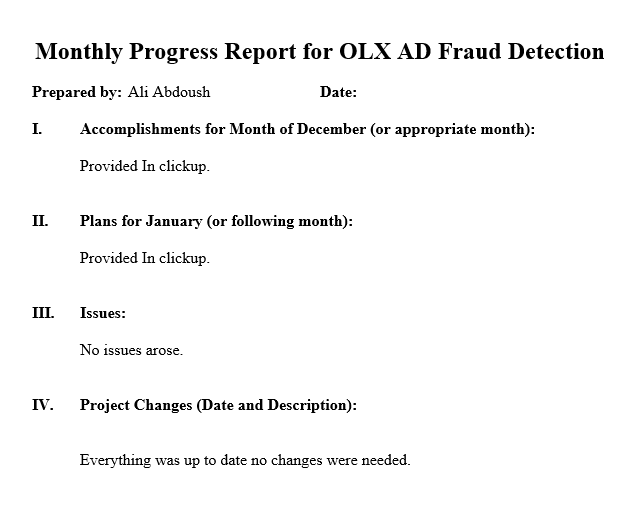 Monthly Progress Report for OLX AD Fraud Detection
Prepared by: Ali Abdoush Date:
I. Accomplishments for Month of December (or appropriate month):
Provided In clickup.
II. Plans for January (or following month):
Provided In clickup.
III. Issues:
No issues arose.
IV. Project Changes (Date and Description):
Everything was up to date no changes were needed.